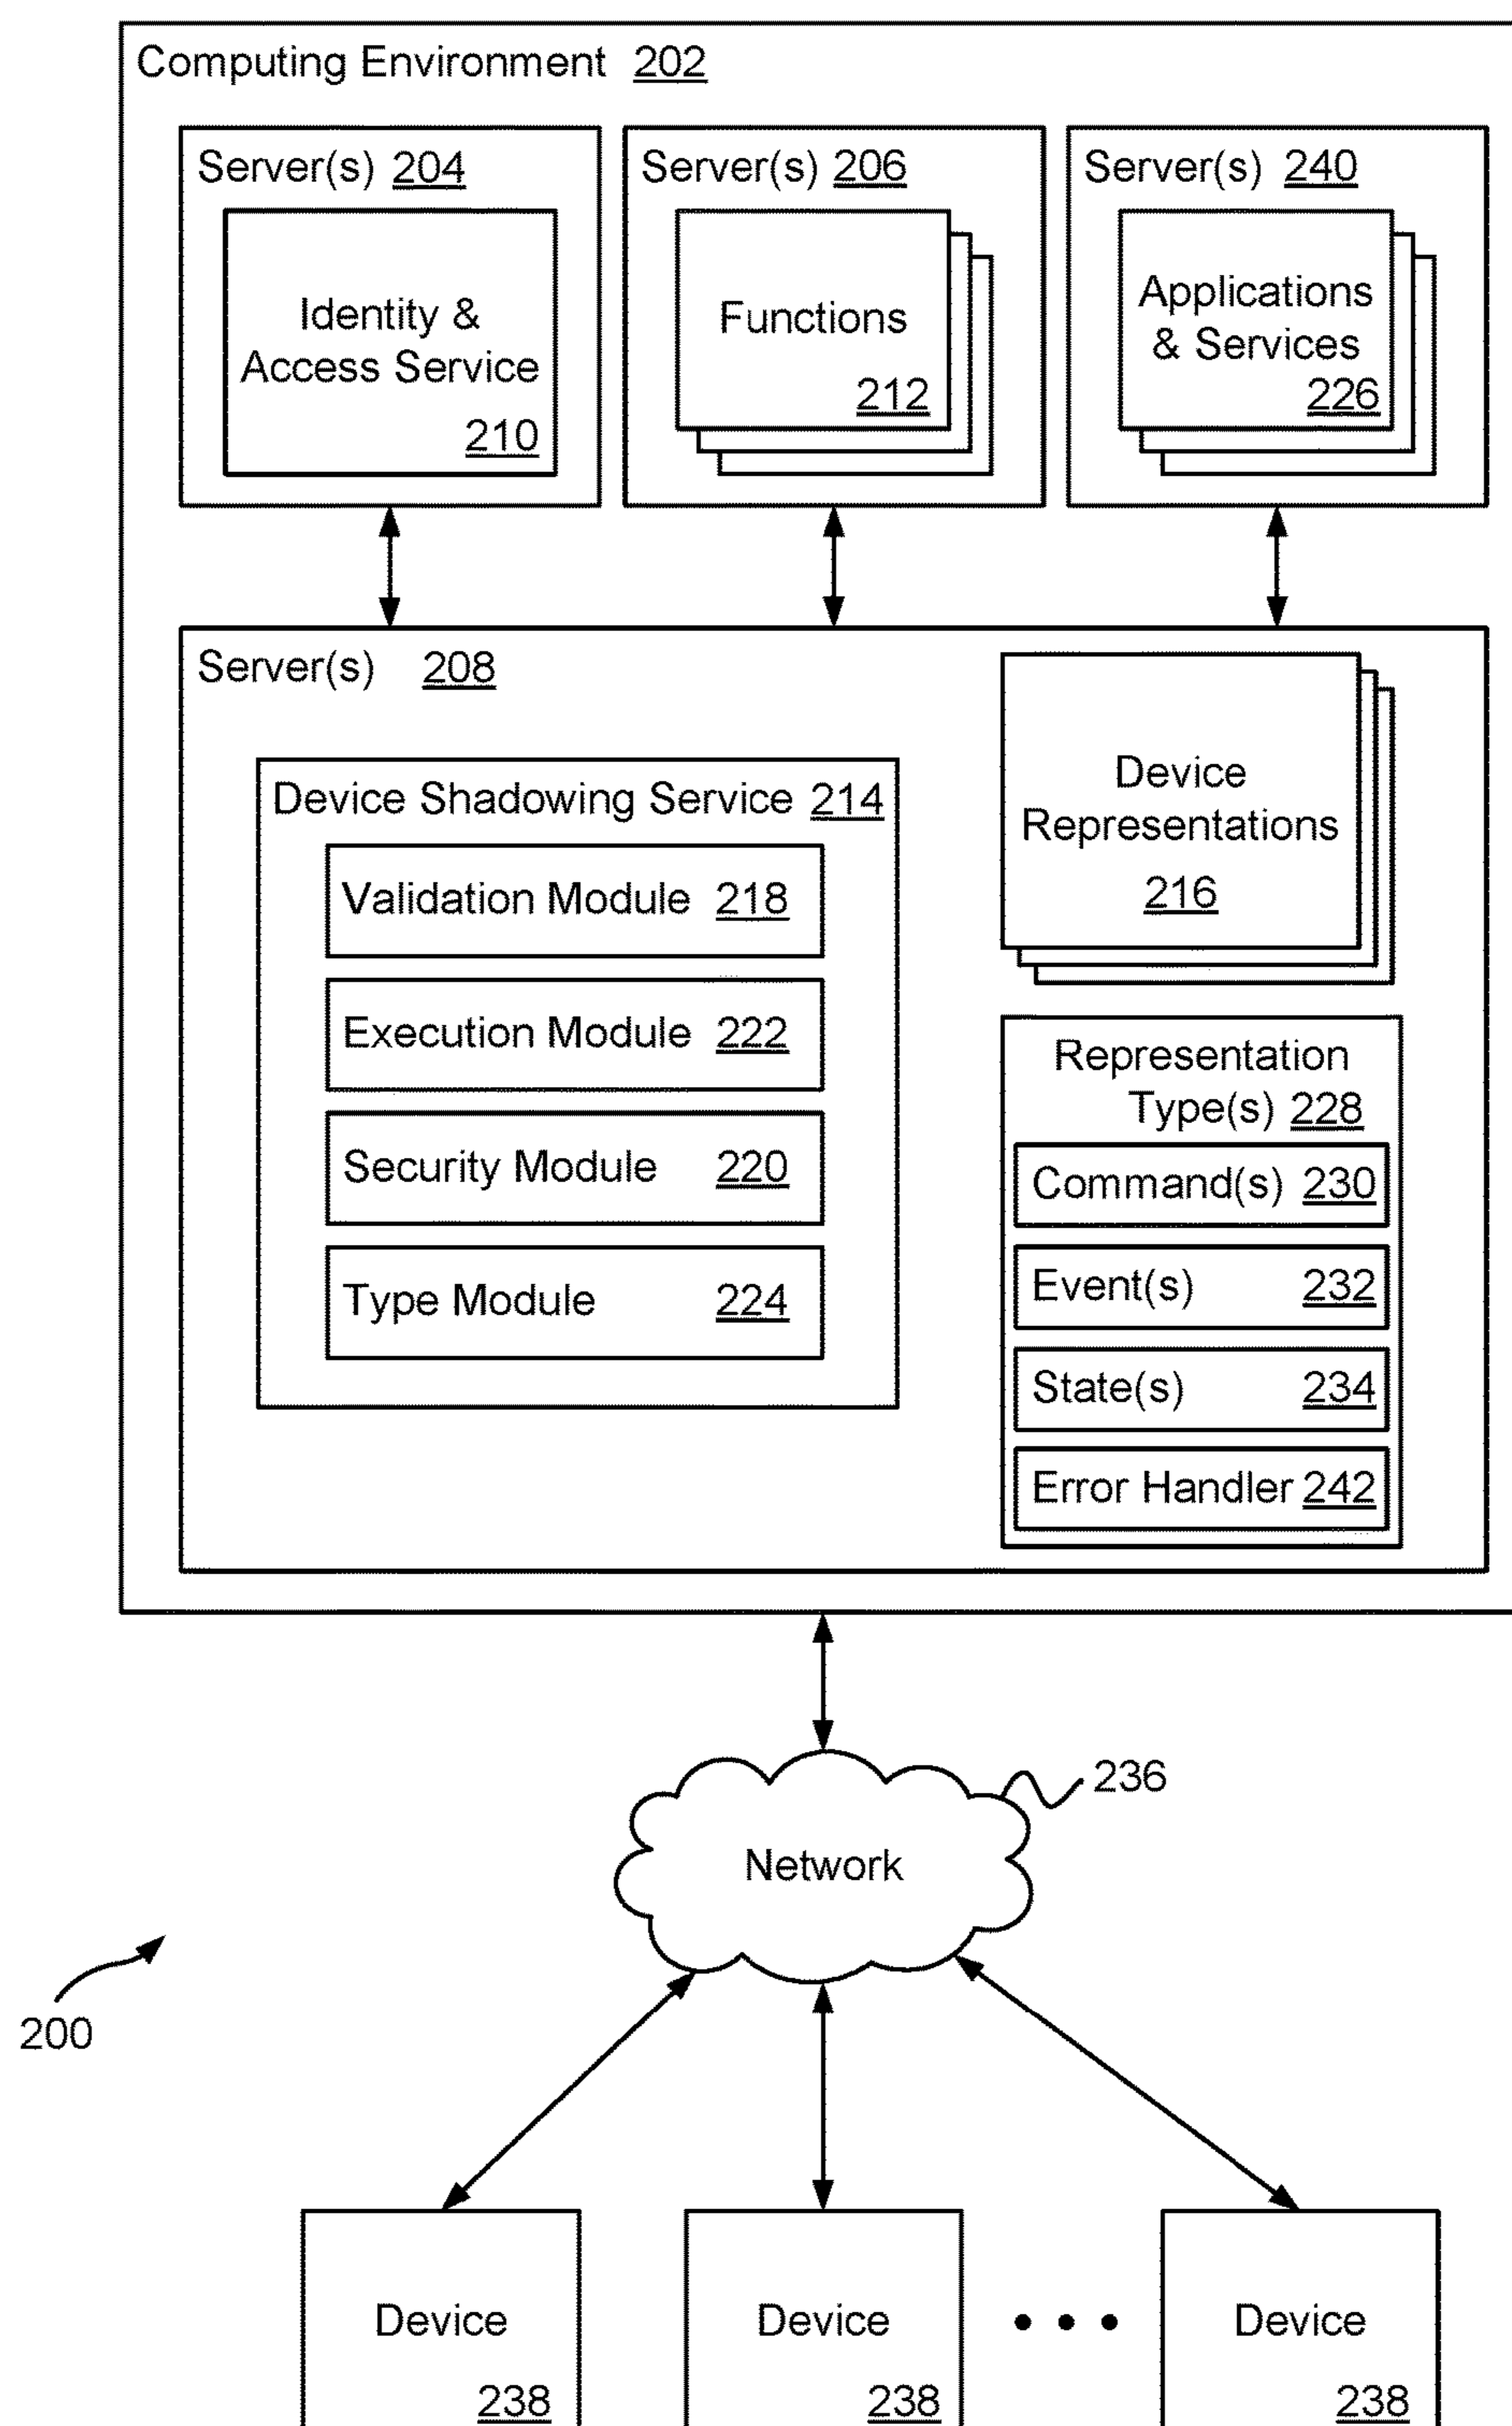 Computing Environment 202
Server(s) 204
Identity &
Access Service
210
Server(s) 206
Functions
212
Server(s) 240
Applications
& Services
226
Server(s) 208
Device Shadowing Service 214
Validation Module 218
Execution Module 222
Security Module 220
Type Module 224
Device
Representations
216
Representation
Type(s) 228
Command(s) 230
Event(s) 232
State(s) 234
Error Handler 242
236
Network
200
Device
238
Device
238
Device
238